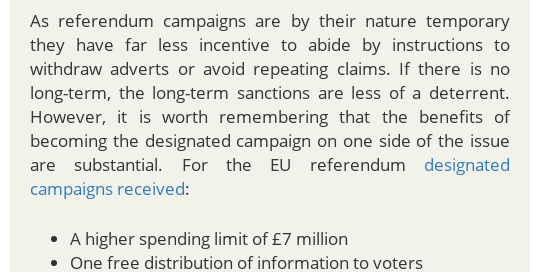 As referendum campaigns are by their nature temporary
they have far less incentive to abide by instructions to
withdraw adverts or avoid repeating claims. If there is no
long-term, the long-term sanctions are less of a deterrent.
However, it is worth remembering that the benefits of
becoming the designated campaign on one side of the issue
are substantial. For the EU referendum designated
campaigns received:
• A higher spending limit of £7 million
• One free distribution of information to voters